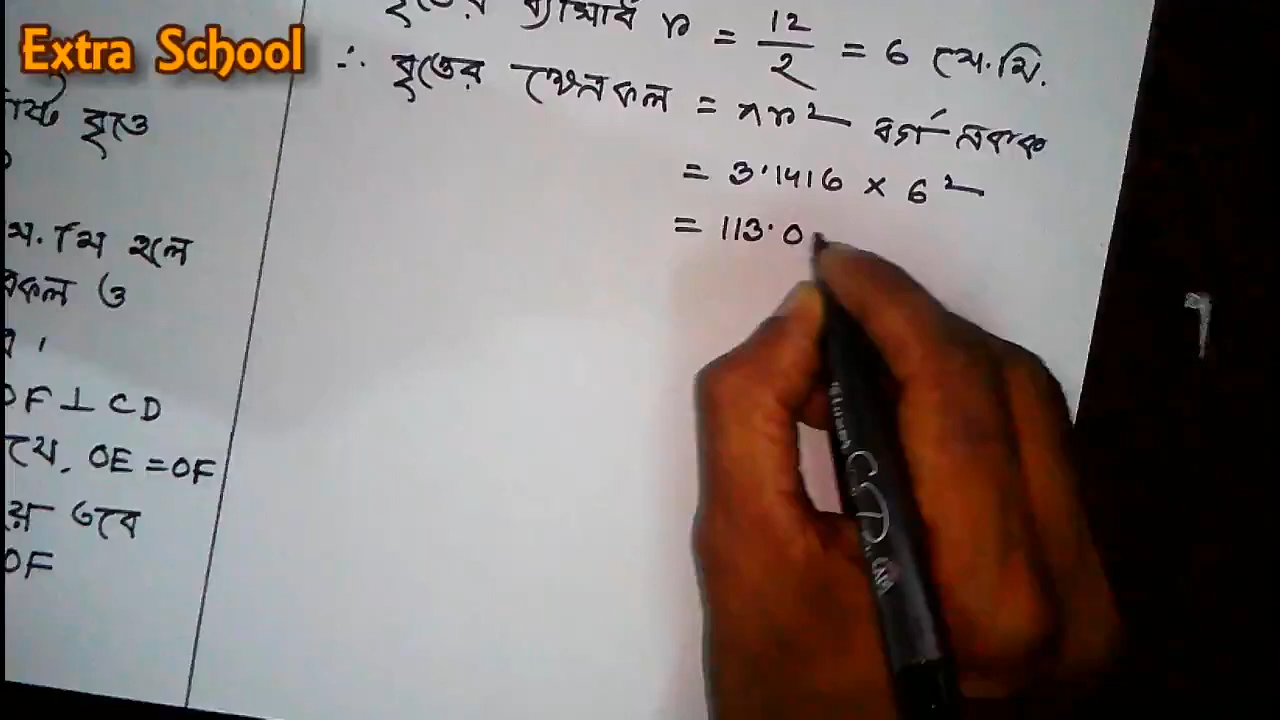 Extra School
বৃত্তের ব্যাসার্ধ r = 12/2 = 6 সে.মি.
∴ বৃত্তের ক্ষেত্রফল = πr² বর্গ একক
= 3.1416 × 6²
= 113.0
বৃত্তে
সে.মি হলে
ও
OF ⊥ CD
যে, OE = OF
হয় তবে
OF